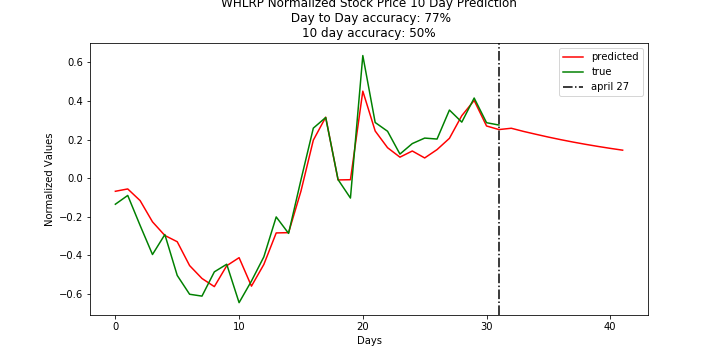 WHLRP Normalized Stock Price 10 Day Prediction
Day to Day accuracy: 77%
10 day accuracy: 50%
predicted
true
april 27
Normalized Values
0.6
0.4
0.2
0.0
−0.2
−0.4
−0.6
0
10
20
30
40
Days